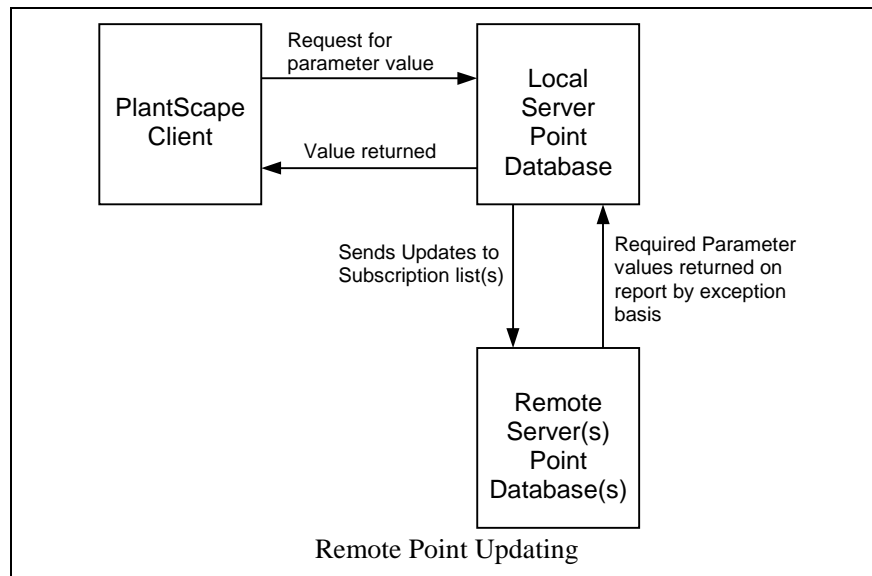 Request for
parameter value
PlantScape
Client
Local
Server
Point
Database
Value returned
Sends Updates to
Subscription list(s)
Required Parameter
values returned on
report by exception
basis
Remote
Server(s)
Point
Database(s)
Remote Point Updating